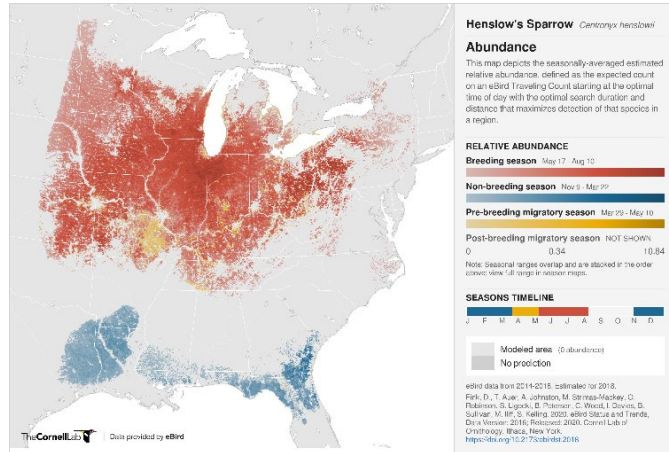 Henslow's Sparrow Centronyx henslowii
Abundance
This map depicts the seasonally-averaged estimated
relative abundance, defined as the expected count
on an eBird Traveling Count starting at the optimal
time of day with the optimal search duration and
distance that maximizes detection of that species in
a region.
RELATIVE ABUNDANCE
Breeding season May 17 - Aug 10
Non-breeding season Nov 9 - Mar 22
Pre-breeding migratory season Mar 29 - May 10
Post-breeding migratory season NOT SHOWN
0 0.34 10.84
Note: Seasonal ranges overlap and are stacked in the order
above; view full range in season maps.
SEASONS TIMELINE
J F M A M J J A S O N D
Modeled area (0 abundance)
No prediction
eBird data from 2014-2018. Estimated for 2018.
Fink, D., T. Auer, A. Johnston, M. Strimas-Mackey, O.
Robinson, S. Ligocki, B. Petersen, C. Wood, I. Davies, B.
Sullivan, M. Iliff, S. Kelling. 2020. eBird Status and Trends,
Data Version: 2018; Released: 2020. Cornell Lab of
Ornithology, Ithaca, New York.
https://doi.org/10.2173/ebirdst.2018
TheCornellLab Data provided by eBird